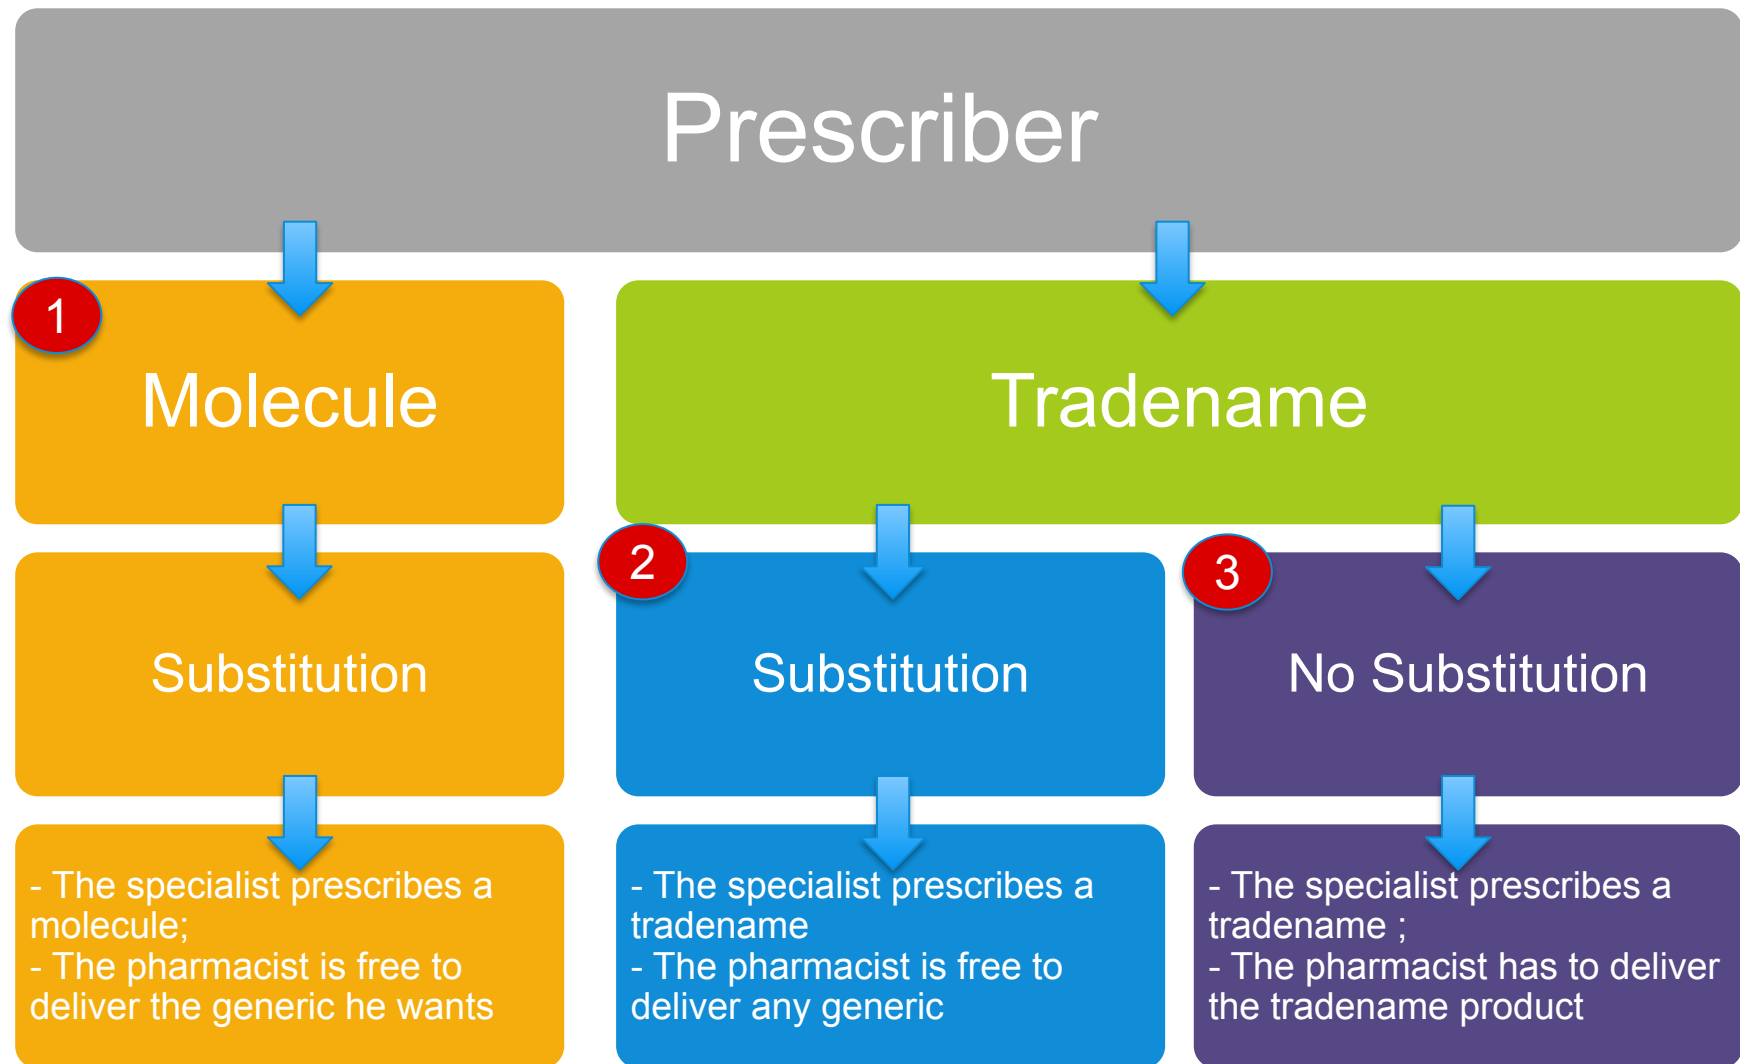 Prescriber
1
Molecule
Tradename
Substitution
2
Substitution
3
No Substitution
- The specialist prescribes a
molecule;
- The pharmacist is free to
deliver the generic he wants
- The specialist prescribes a
tradename
- The pharmacist is free to
deliver any generic
- The specialist prescribes a
tradename ;
- The pharmacist has to deliver
the tradename product